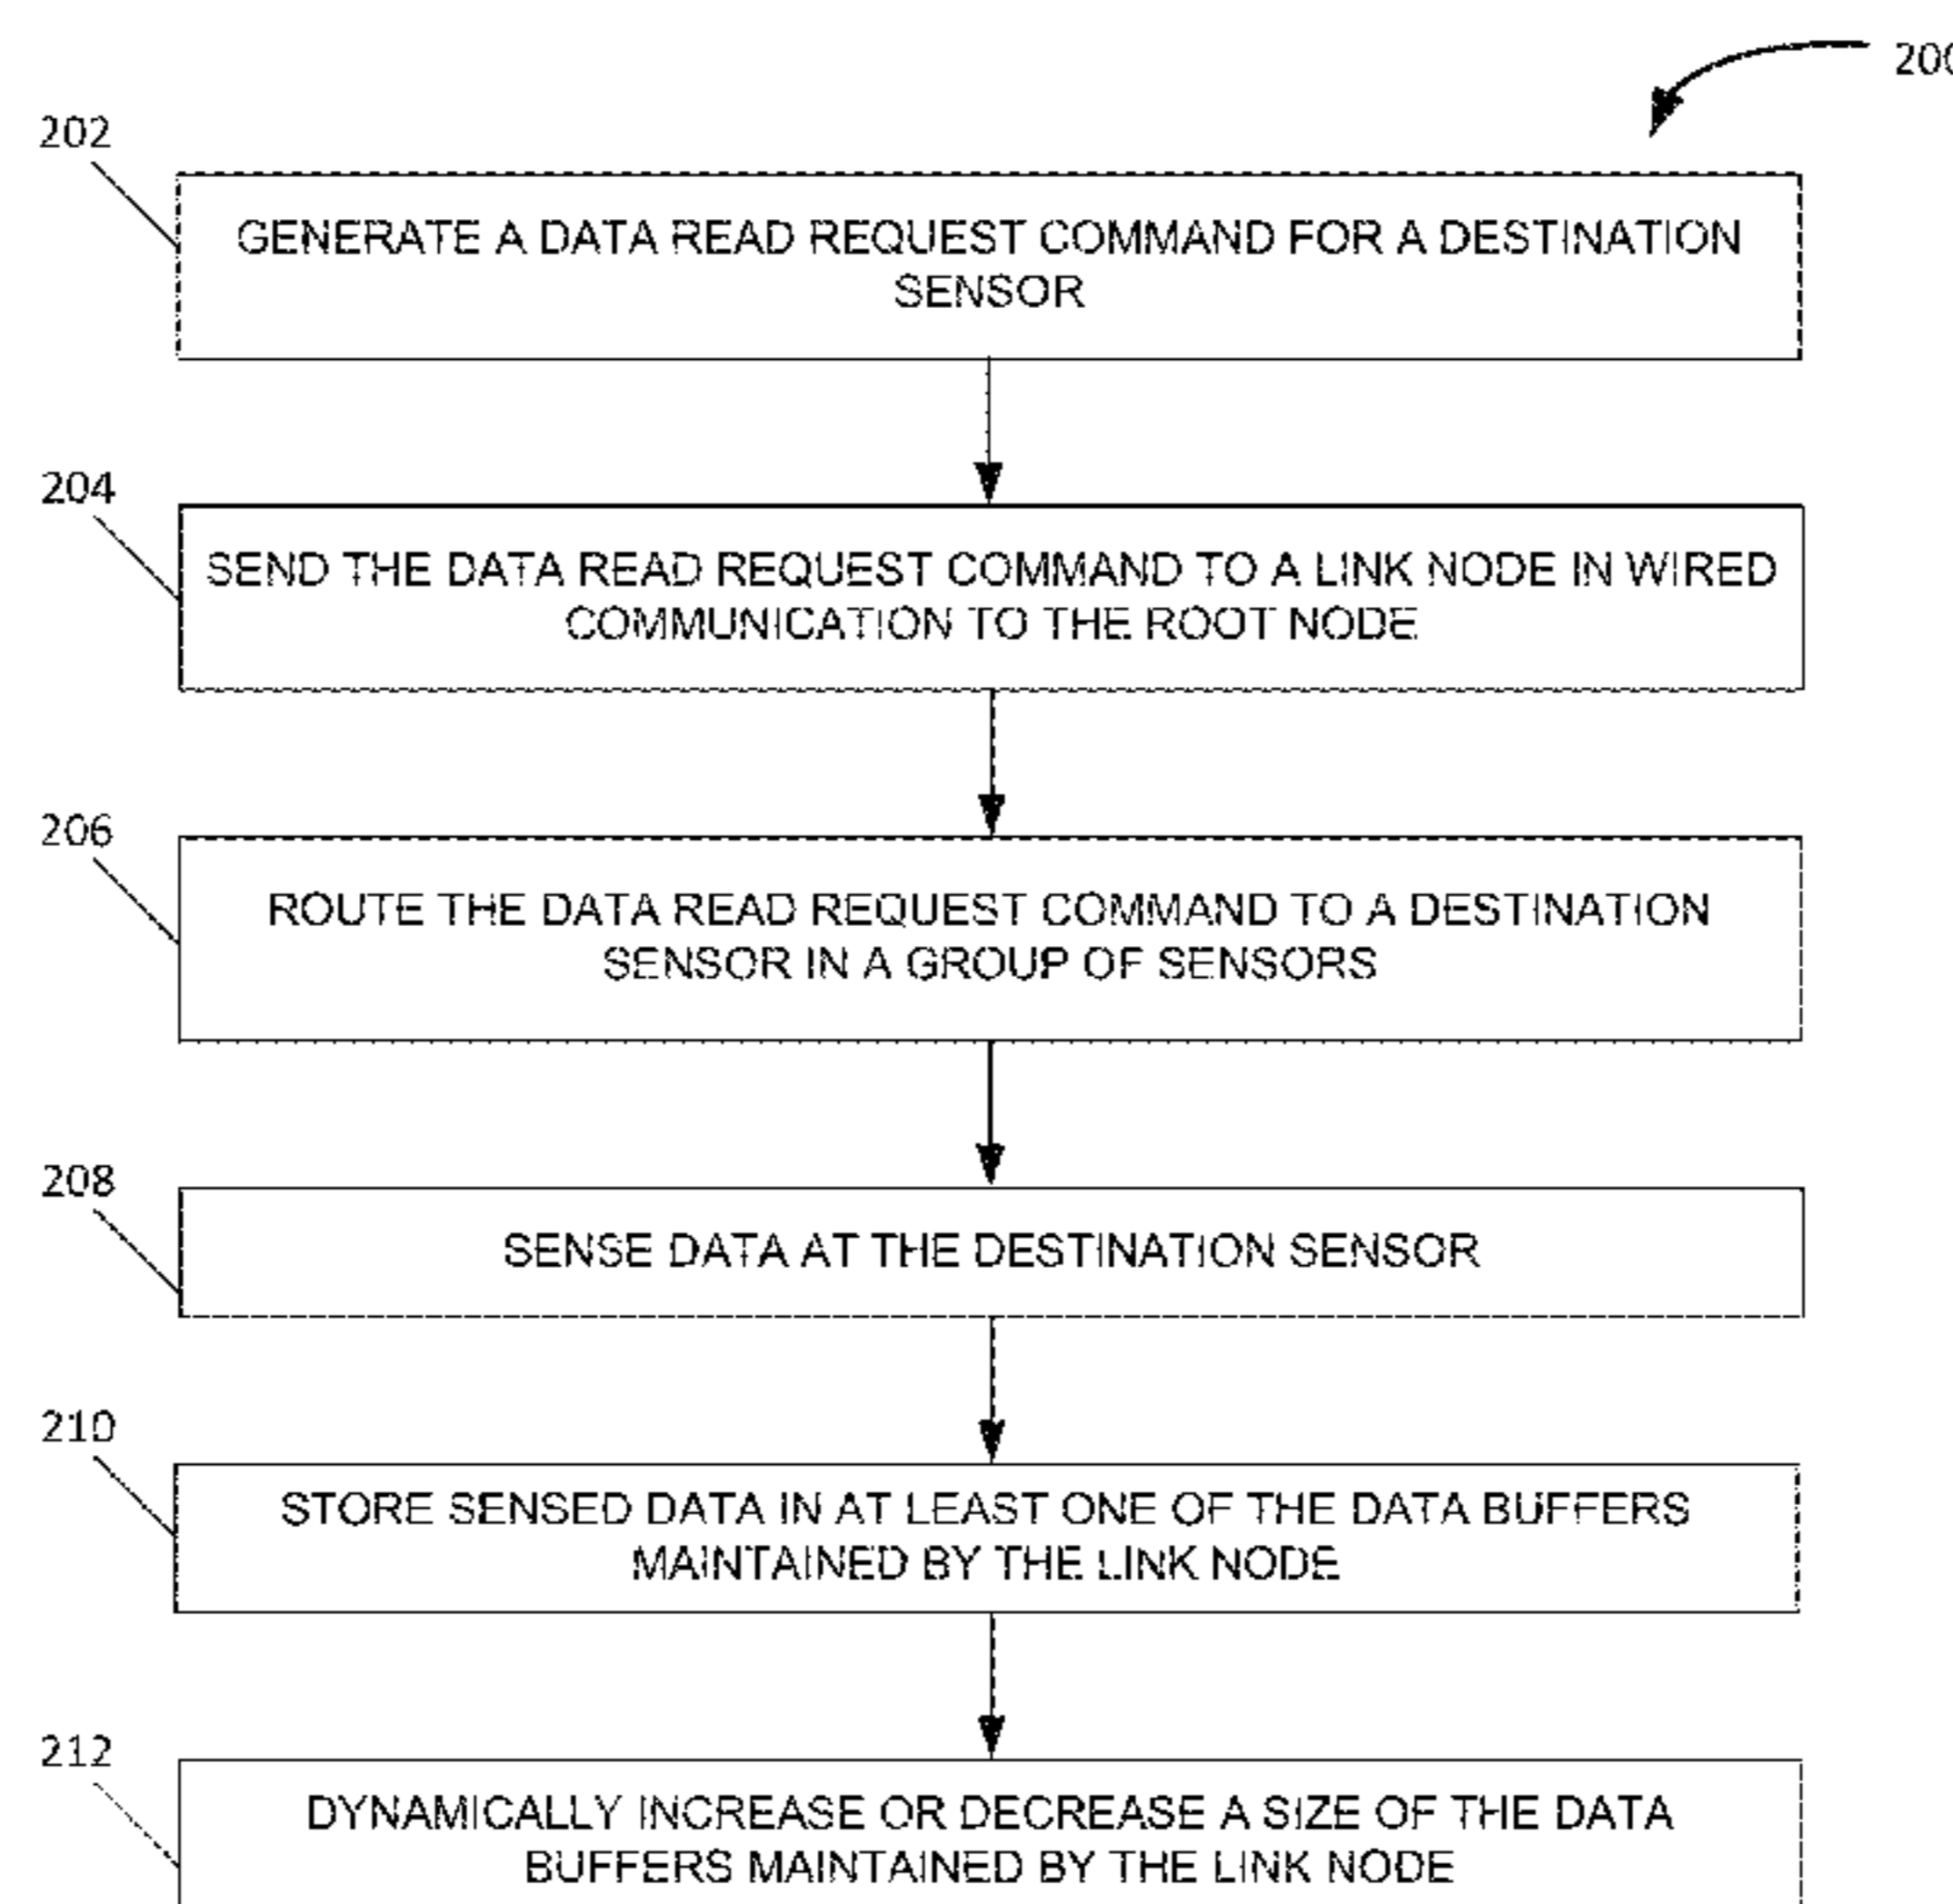 200
202
GENERATE A DATA READ REQUEST COMMAND FOR A DESTINATION
SENSOR
204
SEND THE DATA READ REQUEST COMMAND TO A LINK NODE IN WIRED
COMMUNICATION TO THE ROOT NODE
206
ROUTE THE DATA READ REQUEST COMMAND TO A DESTINATION
SENSOR IN A GROUP OF SENSORS
208
SENSE DATA AT THE DESTINATION SENSOR
210
STORE SENSED DATA IN AT LEAST ONE OF THE DATA BUFFERS
MAINTAINED BY THE LINK NODE
212
DYNAMICALLY INCREASE OR DECREASE A SIZE OF THE DATA
BUFFERS MAINTAINED BY THE LINK NODE